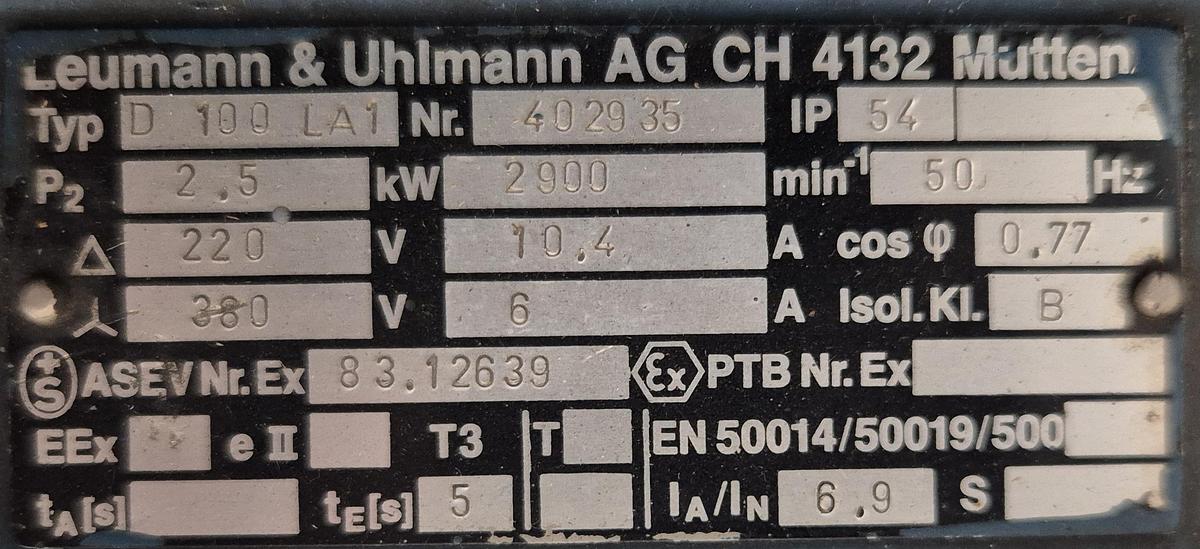 Leumann & Uhlmann AG CH 4132 Muttenz
Typ D 100 LA1 Nr. 402935 IP 54
P2 2.5 kW 2900 min-1 50 Hz
△ 220 V 10.4 A cos φ 0.77
380 V 6 A Isol. Kl. B
+S ASEV Nr. Ex 83.12639 Ex PTB Nr. Ex
EEx e II T3 T EN 50014/50019/500
tA[s] tE[s] 5 IA/IN 6.9 S